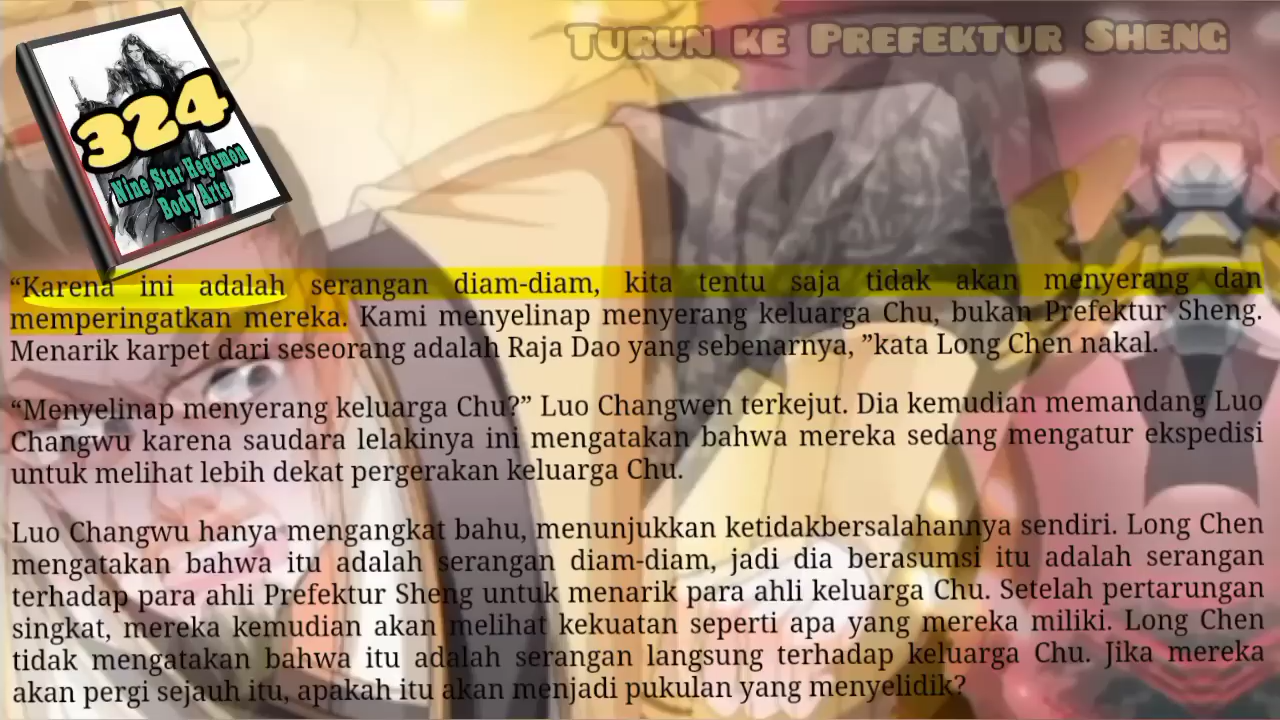 Turun ke Prefektur Sheng
324
Nine Star Hegemon
Body Arts
“Karena ini adalah serangan diam-diam, kita tentu saja tidak akan menyerang dan
memperingatkan mereka. Kami menyelinap menyerang keluarga Chu, bukan Prefektur Sheng.
Menarik karpet dari seseorang adalah Raja Dao yang sebenarnya, ”kata Long Chen nakal.
“Menyelinap menyerang keluarga Chu?” Luo Changwen terkejut. Dia kemudian memandang Luo
Changwu karena saudara lelakinya ini mengatakan bahwa mereka sedang mengatur ekspedisi
untuk melihat lebih dekat pergerakan keluarga Chu.
Luo Changwu hanya mengangkat bahu, menunjukkan ketidakbersalahannya sendiri. Long Chen
mengatakan bahwa itu adalah serangan diam-diam, jadi dia berasumsi itu adalah serangan
terhadap para ahli Prefektur Sheng untuk menarik para ahli keluarga Chu. Setelah pertarungan
singkat, mereka kemudian akan melihat kekuatan seperti apa yang mereka miliki. Long Chen
tidak mengatakan bahwa itu adalah serangan langsung terhadap keluarga Chu. Jika mereka
akan pergi sejauh itu, apakah itu akan menjadi pukulan yang menyelidik?